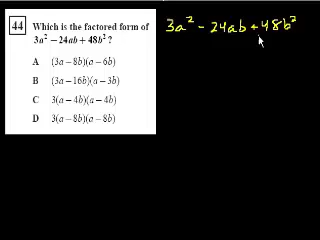 44 Which is the factored form of
3a² − 24ab + 48b² ?
A (3a − 8b)(a − 6b)
B (3a − 16b)(a − 3b)
C 3(a − 4b)(a − 4b)
D 3(a − 8b)(a − 8b)
3a² - 24ab + 48b²